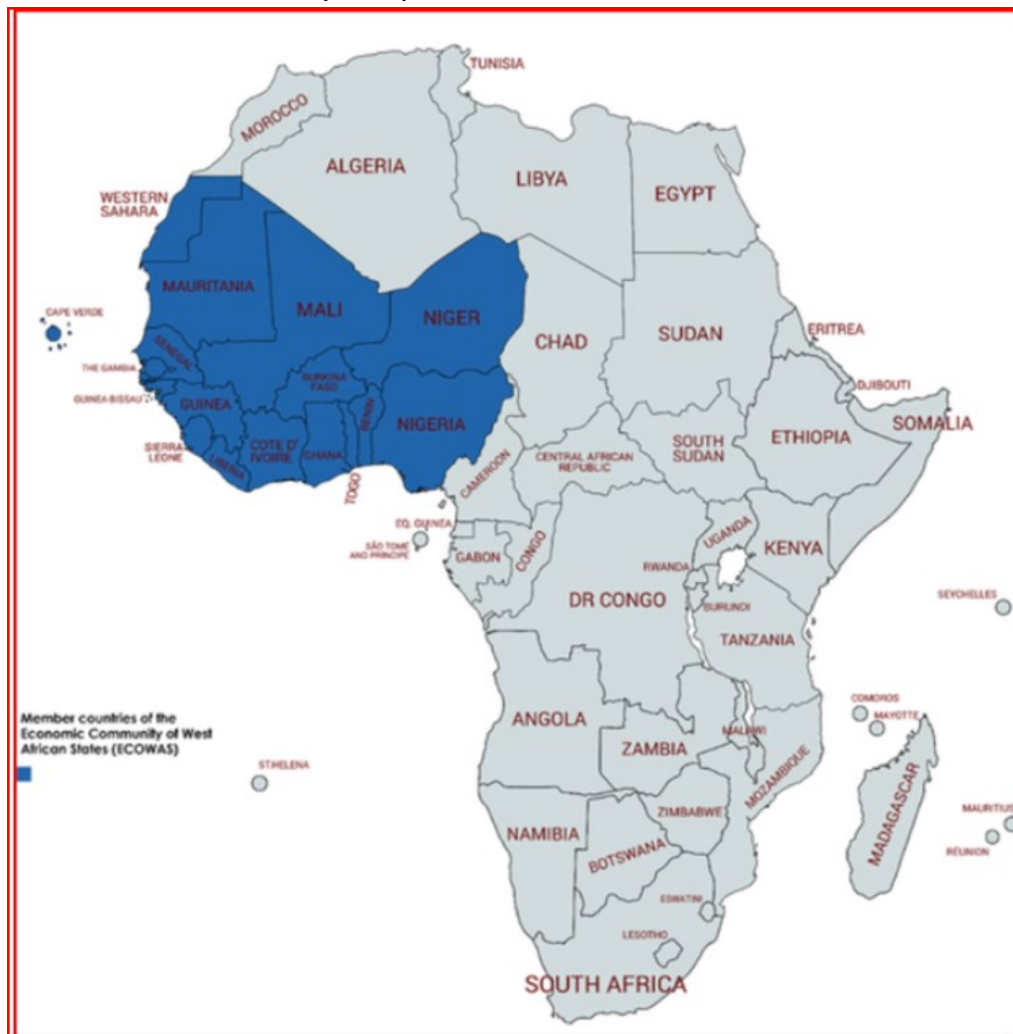 TUNISIA
MOROCCO
ALGERIA
LIBYA
EGYPT
WESTERN
SAHARA
MAURITANIA
MALI
NIGER
CAPE VERDE
CHAD
SUDAN
ERITREA
SENEGAL
THE GAMBIA
BURKINA
FASO
DJIBOUTI
GUINEA-BISSAU
GUINEA
BENIN
NIGERIA
SOMALIA
SIERRA
LEONE
LIBERIA
COTE D'
IVOIRE
GHANA
TOGO
CAMEROON
CENTRAL AFRICAN
REPUBLIC
SOUTH
SUDAN
ETHIOPIA
EQ. GUINEA
SÃO TOMÉ
AND PRINCIPE
GABON
CONGO
UGANDA
KENYA
RWANDA
DR CONGO
BURUNDI
SEYCHELLES
TANZANIA
COMOROS
MAYOTTE
Member countries of the
Economic Community of West
African States (ECOWAS)
ANGOLA
ZAMBIA
MALAWI
MOZAMBIQUE
ST.HELENA
MADAGASCAR
MAURITIUS
REUNION
NAMIBIA
ZIMBABWE
BOTSWANA
ESWATINI
LESOTHO
SOUTH AFRICA